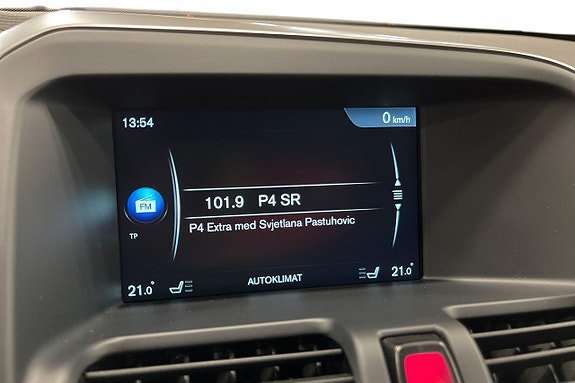 13:54
0 km/h
FM
101.9 P4 SR
P4 Extra med Svjetlana Pastuhovic
TP
21.0° AUTOKLIMAT 21.0°